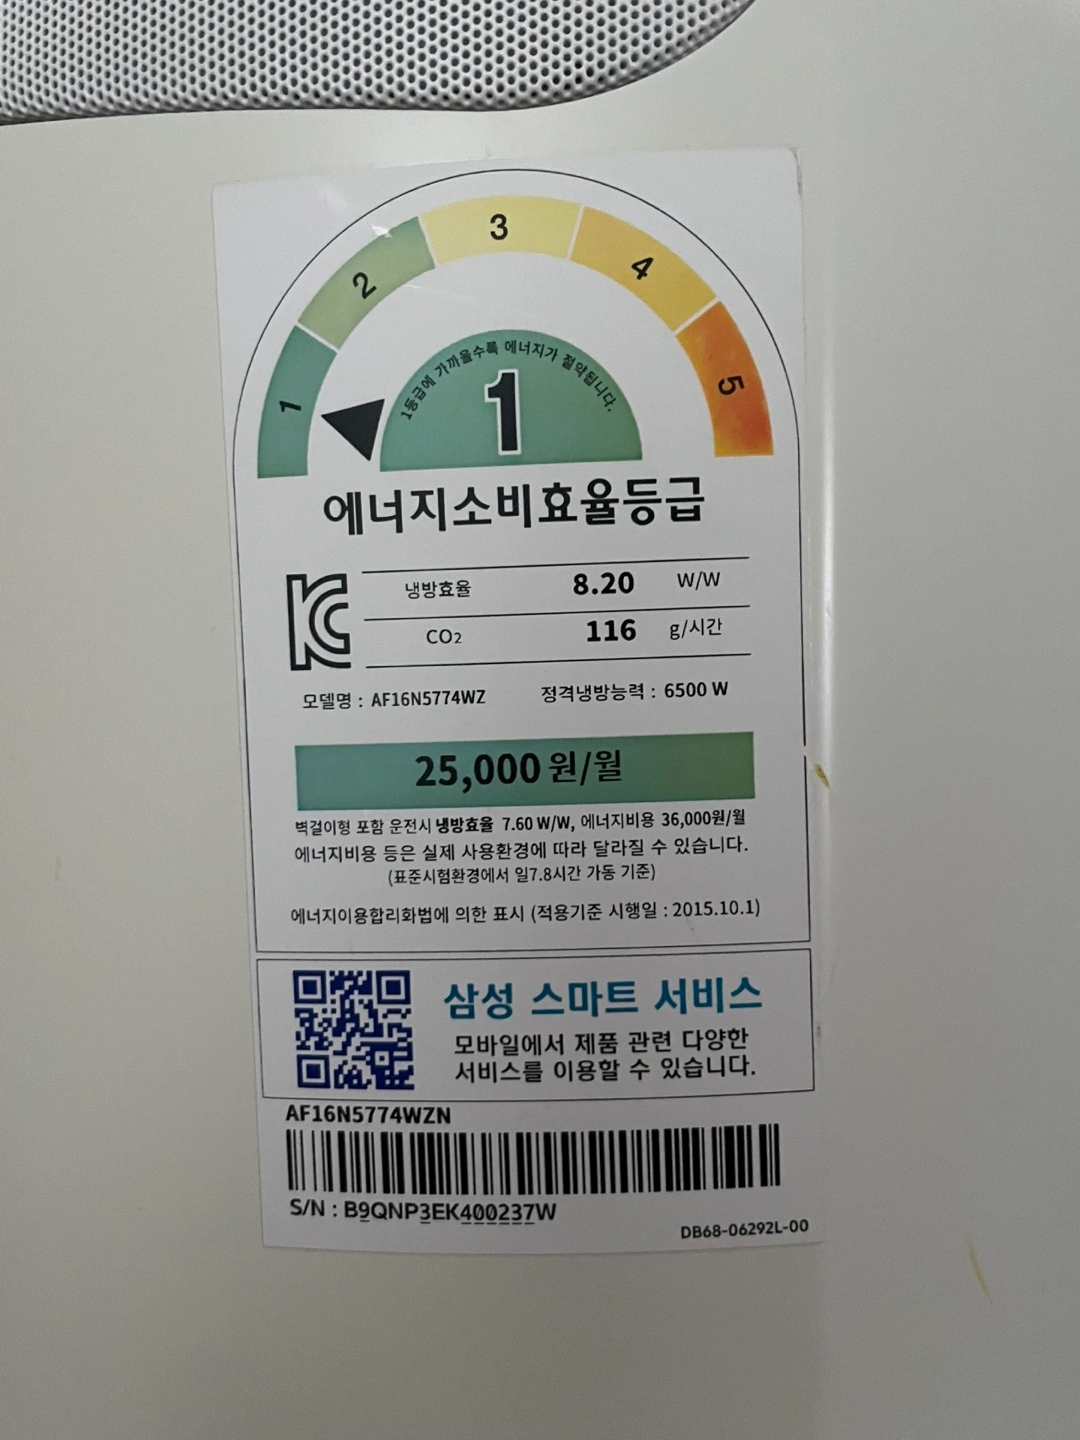 1
2
3
4
5
1등급에 가까울수록 에너지가 절약됩니다.
1
에너지소비효율등급
냉방효율 8.20 W/W
CO₂ 116 g/시간
모델명 : AF16N5774WZ 정격냉방능력 : 6500 W
25,000원/월
벽걸이형 포함 운전시 냉방효율 7.60 W/W, 에너지비용 36,000원/월
에너지비용 등은 실제 사용환경에 따라 달라질 수 있습니다.
(표준시험환경에서 일7.8시간 가동 기준)
에너지이용합리화법에 의한 표시 (적용기준 시행일 : 2015.10.1)
삼성 스마트 서비스
모바일에서 제품 관련 다양한
서비스를 이용할 수 있습니다.
AF16N5774WZN
S/N : B9QNP3EK400237W
DB68-06292L-00